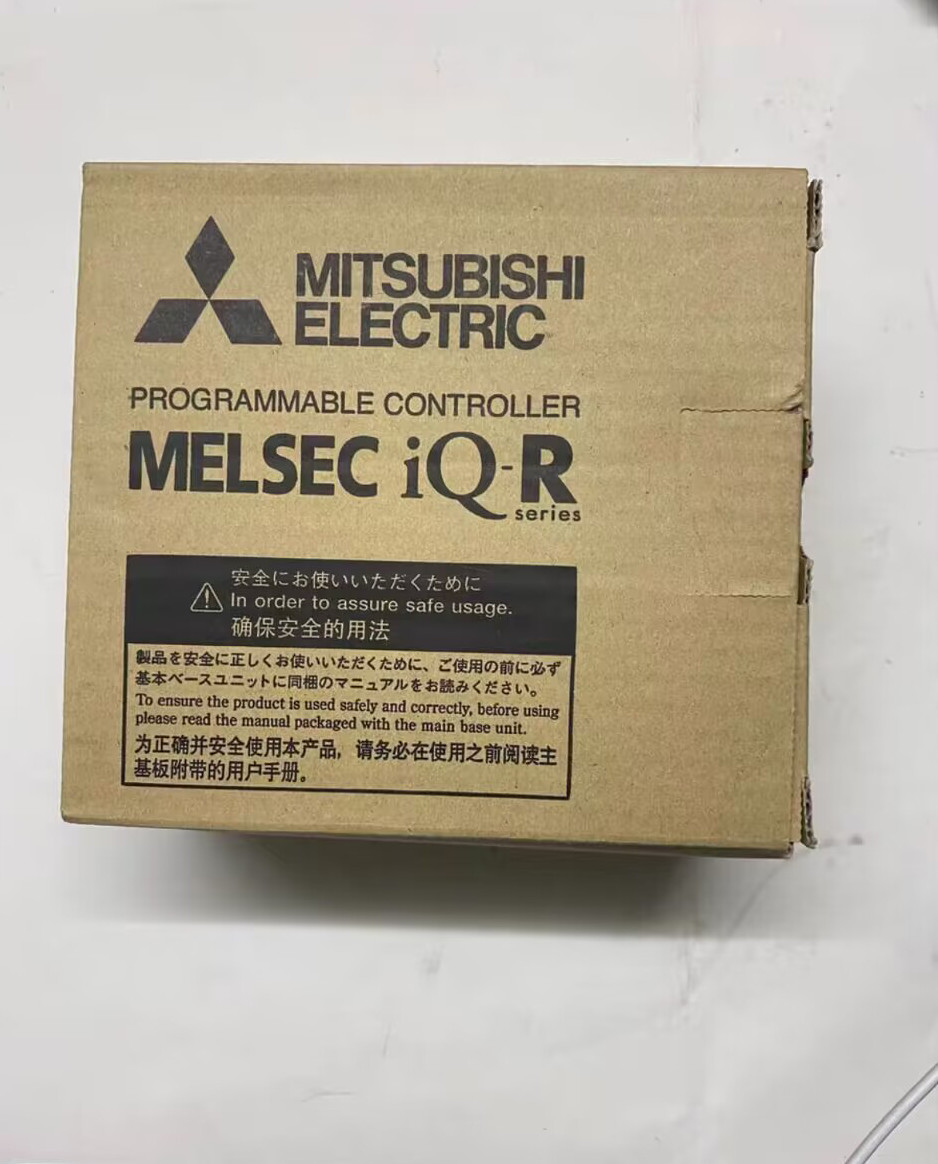 MITSUBISHI
ELECTRIC
PROGRAMMABLE CONTROLLER
MELSEC iQ-R
series
安全にお使いいただくために
In order to assure safe usage.
确保安全的用法
製品を安全に正しくお使いいただくために、ご使用の前に必ず
基本ベースユニットに同梱のマニュアルをお読みください。
To ensure the product is used safely and correctly, before using
please read the manual packaged with the main base unit.
为正确并安全使用本产品，请务必在使用之前阅读主
基板附带的用户手册。